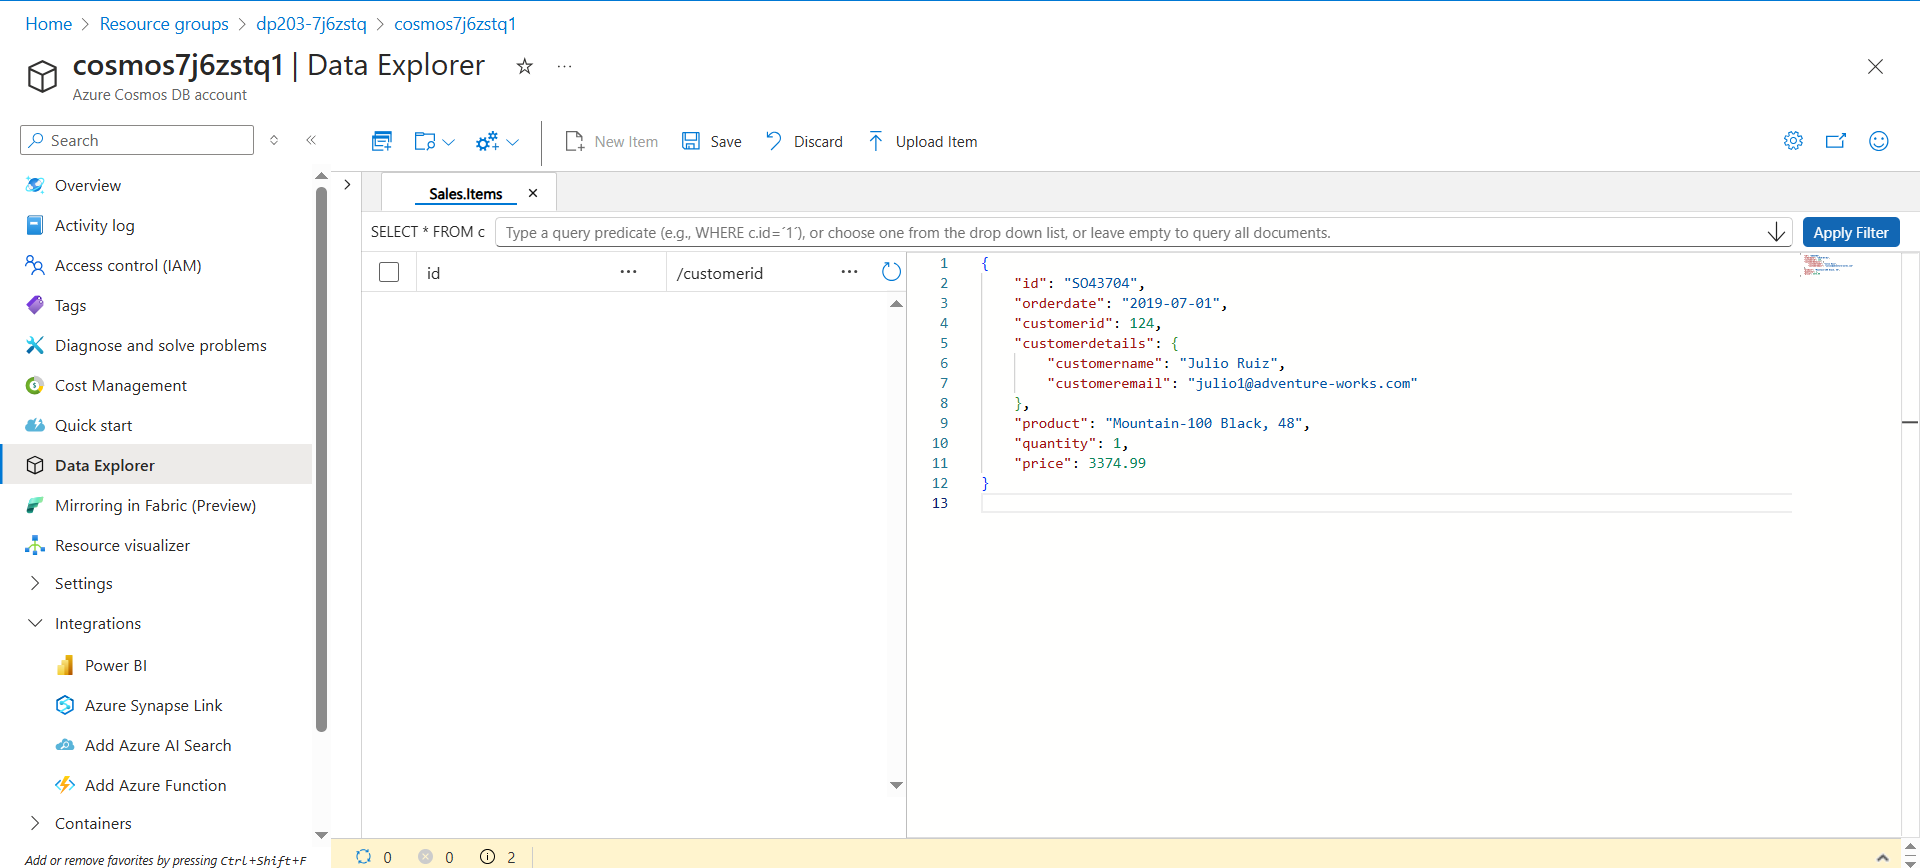 Home > Resource groups > dp203-7j6zstq > cosmos7j6zstq1
cosmos7j6zstq1 | Data Explorer
Azure Cosmos DB account
Search
New Item
Save
Discard
Upload Item
Overview
Activity log
Access control (IAM)
Tags
Diagnose and solve problems
Cost Management
Quick start
Data Explorer
Mirroring in Fabric (Preview)
Resource visualizer
Settings
Integrations
Power BI
Azure Synapse Link
Add Azure AI Search
Add Azure Function
Containers
Add or remove favorites by pressing Ctrl+Shift+F
Sales.Items
SELECT * FROM c
Type a query predicate (e.g., WHERE c.id=´1´), or choose one from the drop down list, or leave empty to query all documents.
Apply Filter
id ... /customerid ...
1 {
2 "id": "SO43704",
3 "orderdate": "2019-07-01",
4 "customerid": 124,
5 "customerdetails": {
6 "customername": "Julio Ruiz",
7 "customeremail": "julio1@adventure-works.com"
8 },
9 "product": "Mountain-100 Black, 48",
10 "quantity": 1,
11 "price": 3374.99
12 }
13
0 0 2